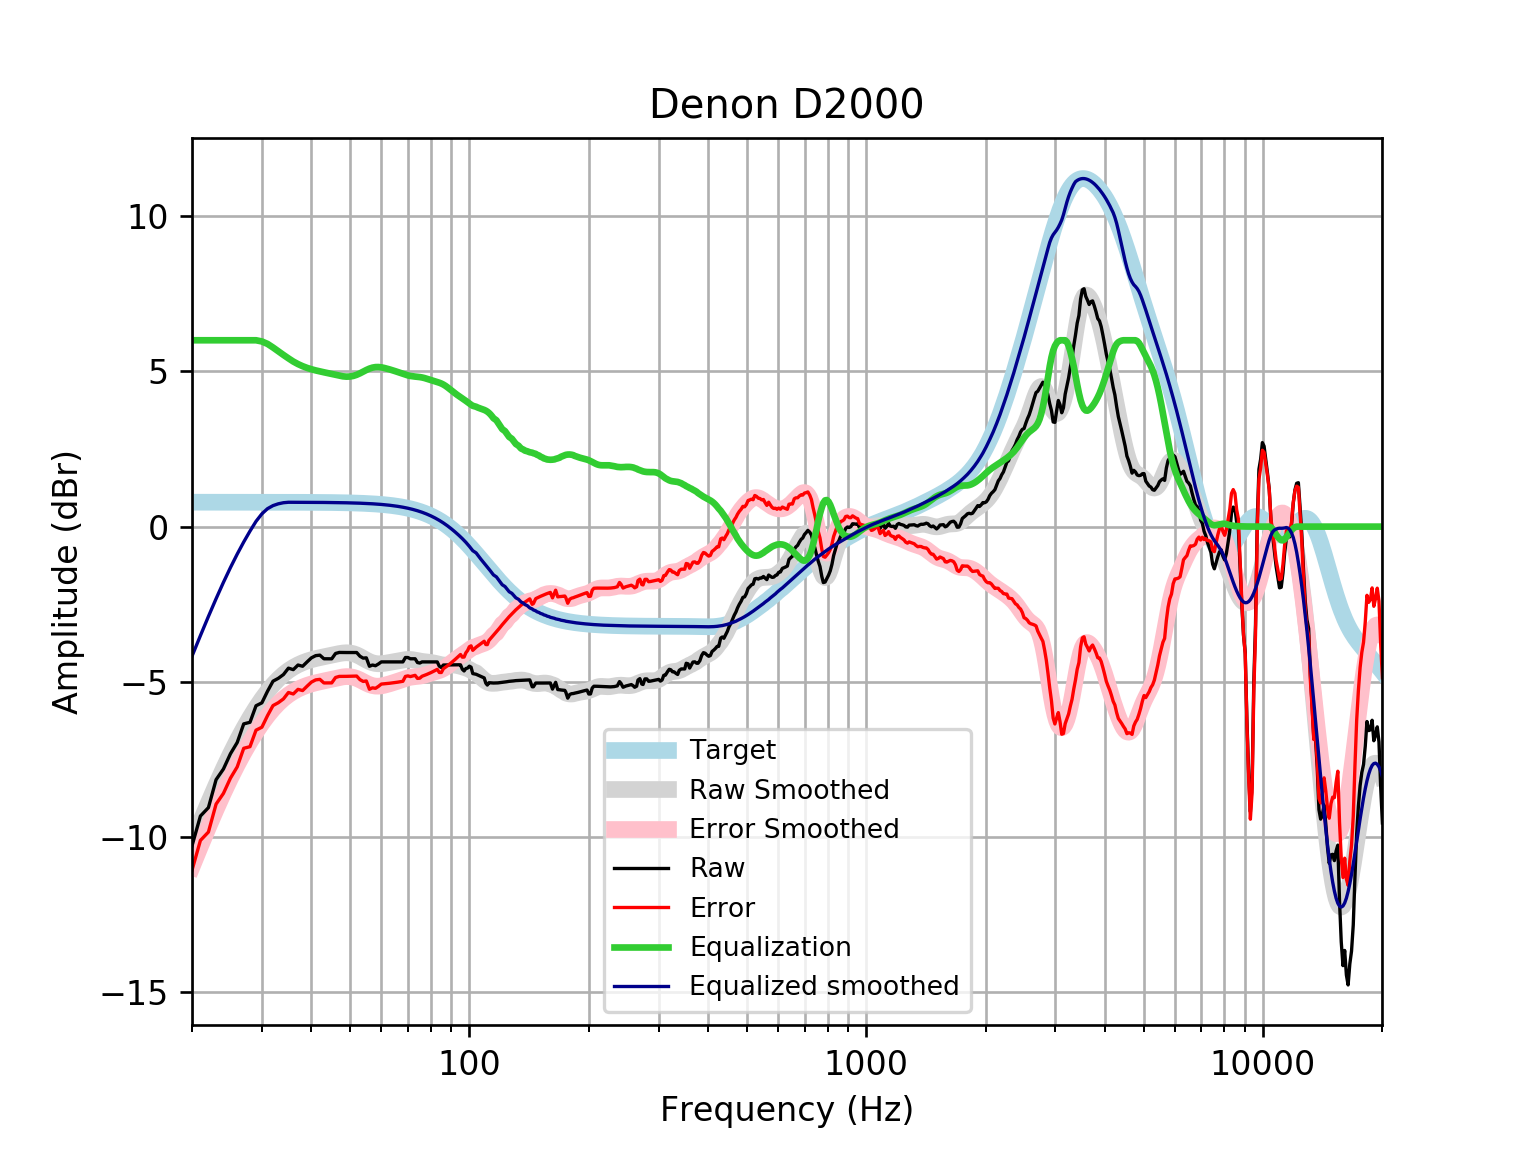 Denon D2000
Amplitude (dBr)
10
5
0
−5
−10
−15
Target
Raw Smoothed
Error Smoothed
Raw
Error
Equalization
Equalized smoothed
100
1000
10000
Frequency (Hz)